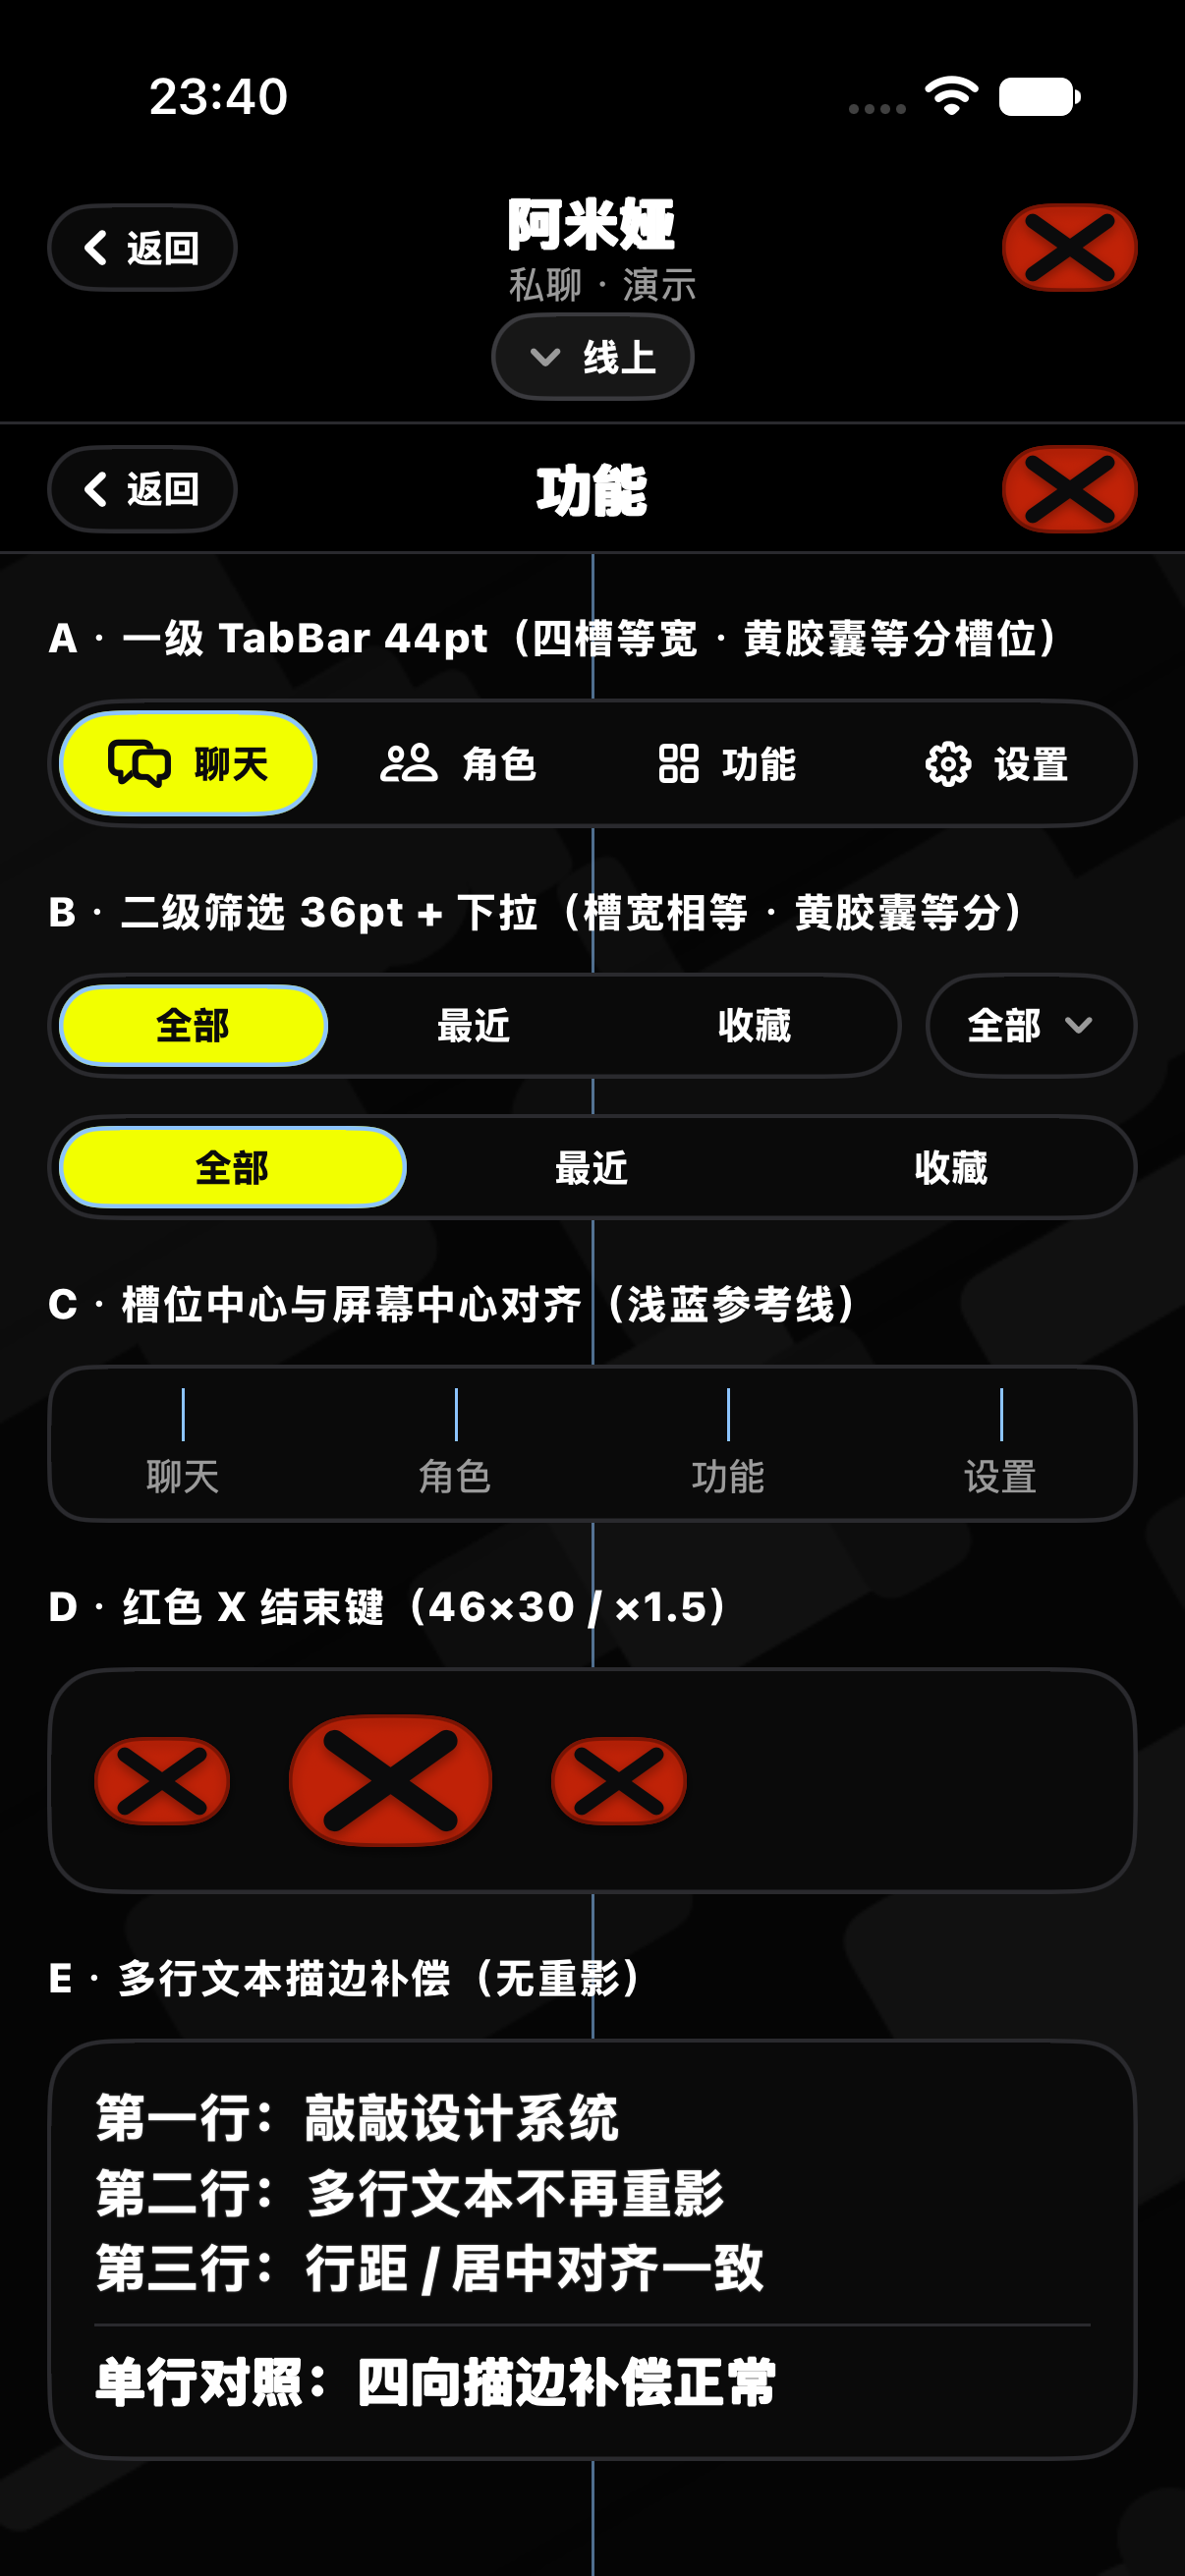 23:40
返回
阿米娅
私聊 · 演示
线上
返回
功能
A · 一级 TabBar 44pt（四槽等宽 · 黄胶囊等分槽位）
聊天 角色 功能 设置
B · 二级筛选 36pt + 下拉（槽宽相等 · 黄胶囊等分）
全部 最近 收藏 全部
全部 最近 收藏
C · 槽位中心与屏幕中心对齐（浅蓝参考线）
聊天 角色 功能 设置
D · 红色 X 结束键（46×30 / ×1.5）
E · 多行文本描边补偿（无重影）
第一行：敲敲设计系统
第二行：多行文本不再重影
第三行：行距 / 居中对齐一致
单行对照：四向描边补偿正常